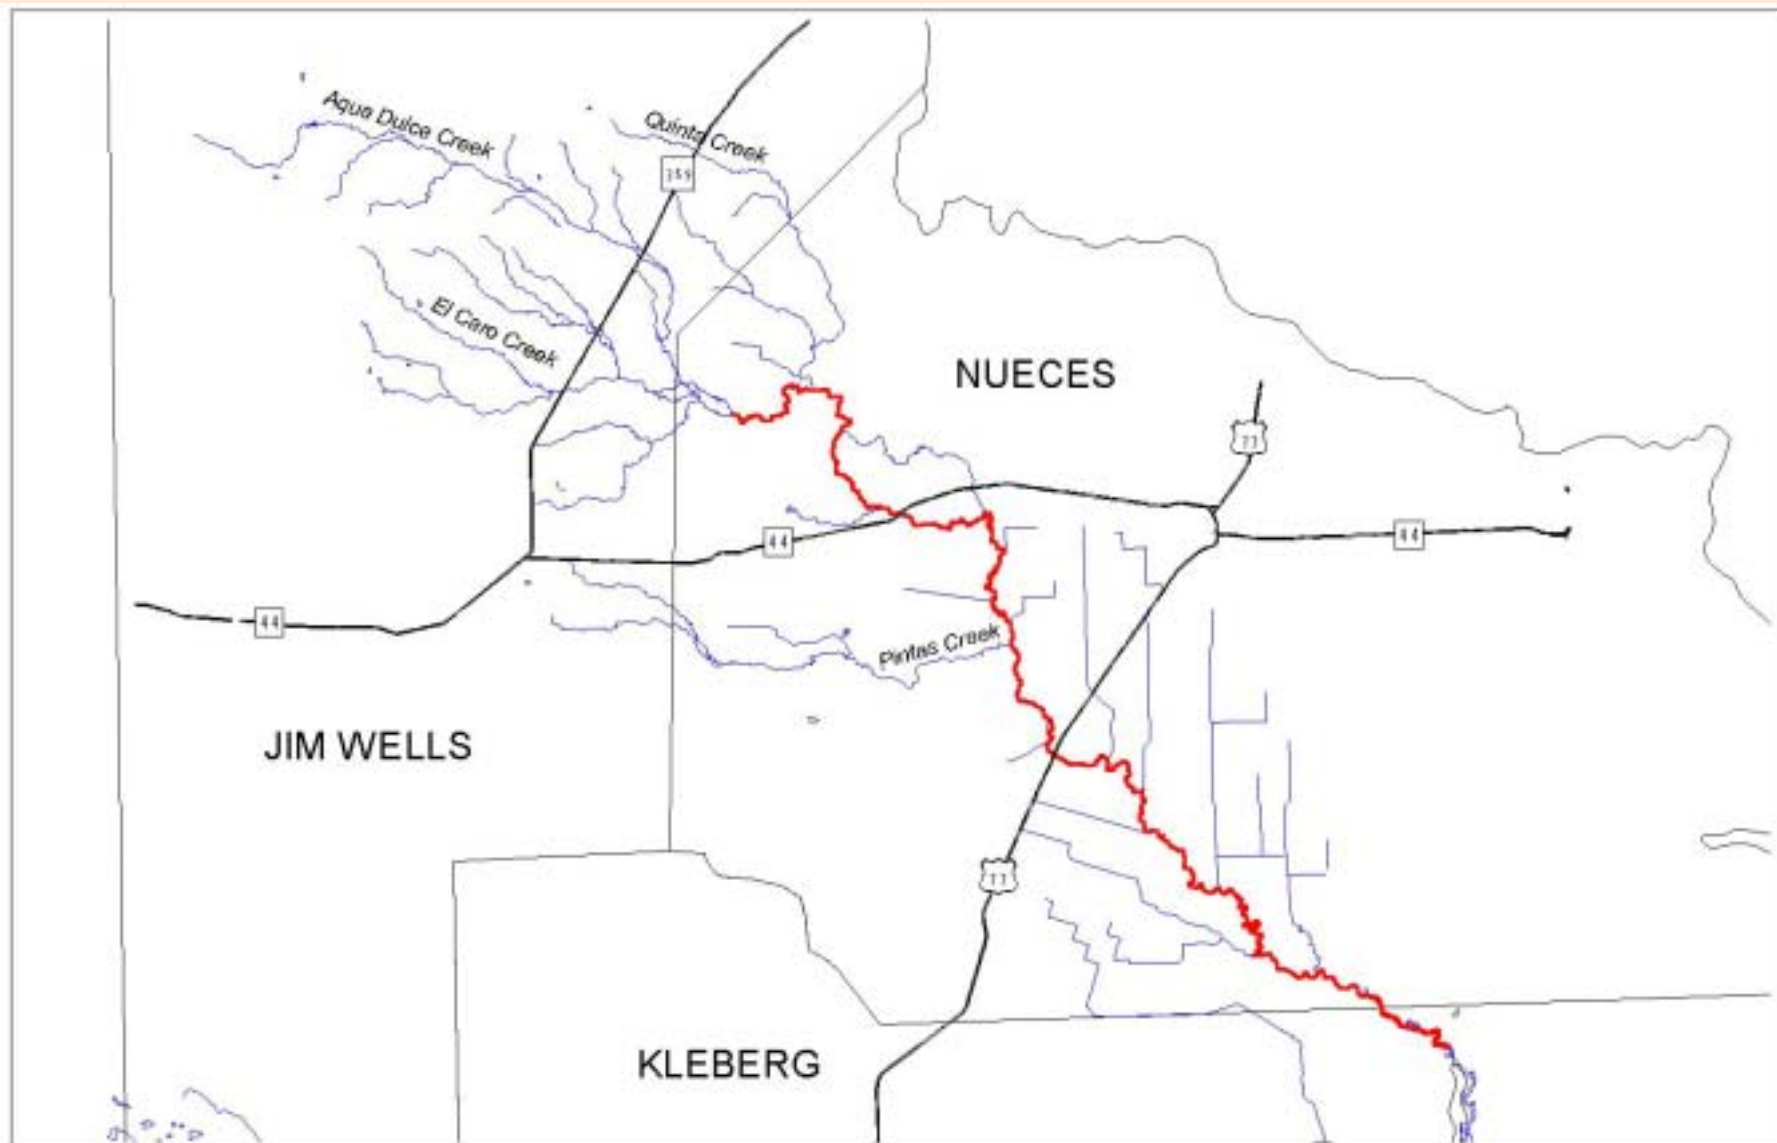 Aqua Dulce Creek
Quinta Creek
359
El Caro Creek
NUECES
77
44
44
44
Pintas Creek
JIM WELLS
77
KLEBERG